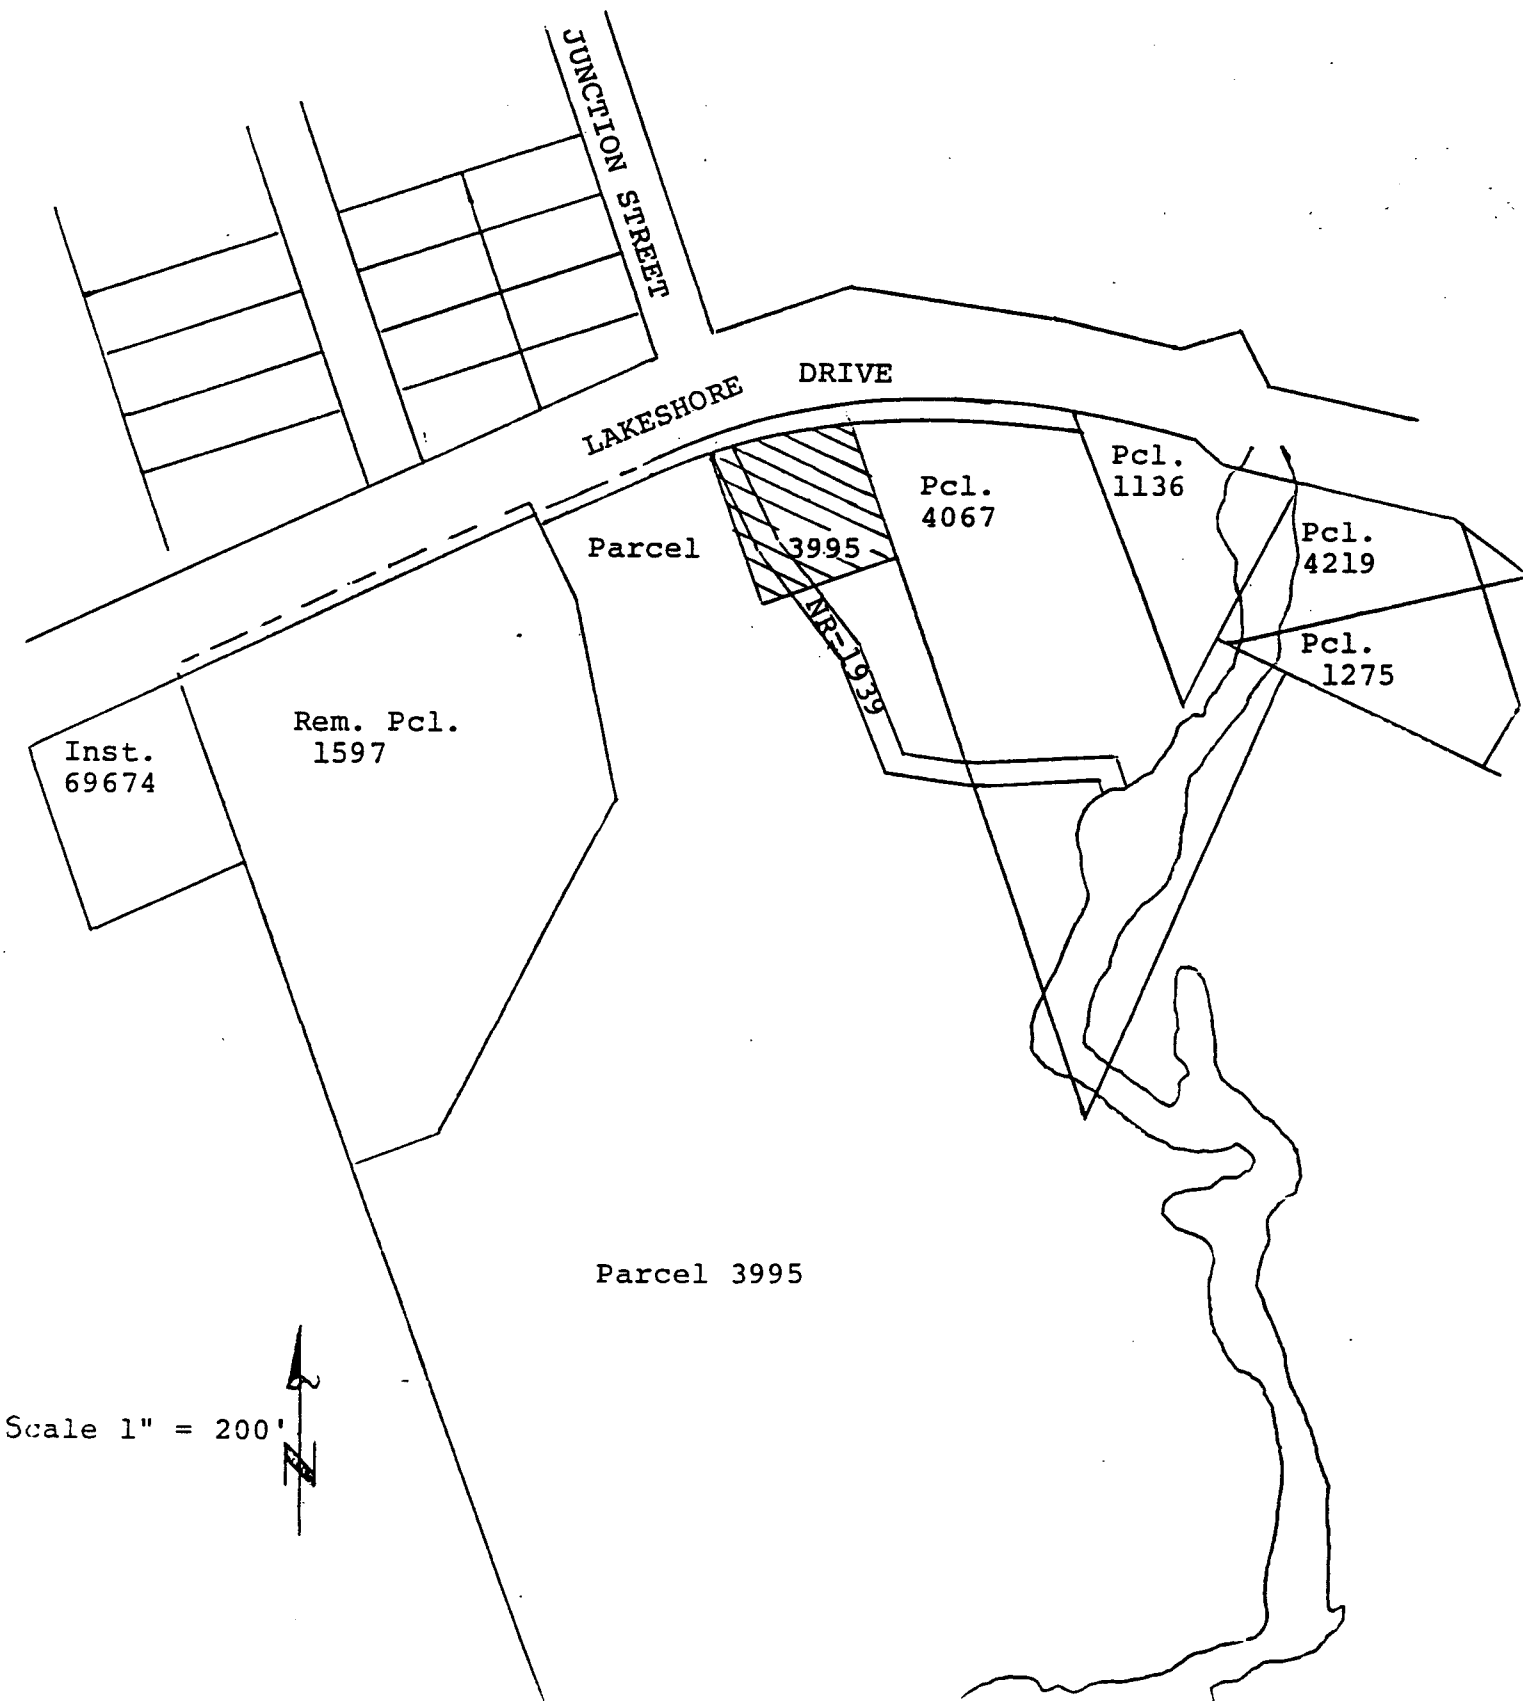 JUNCTION STREET
LAKESHORE DRIVE
Pcl.
1136
Pcl.
4067
Parcel 3995
Pcl.
4219
NR-1939
Pcl.
1275
Rem. Pcl.
1597
Inst.
69674
Parcel 3995
Scale 1" = 200'
N